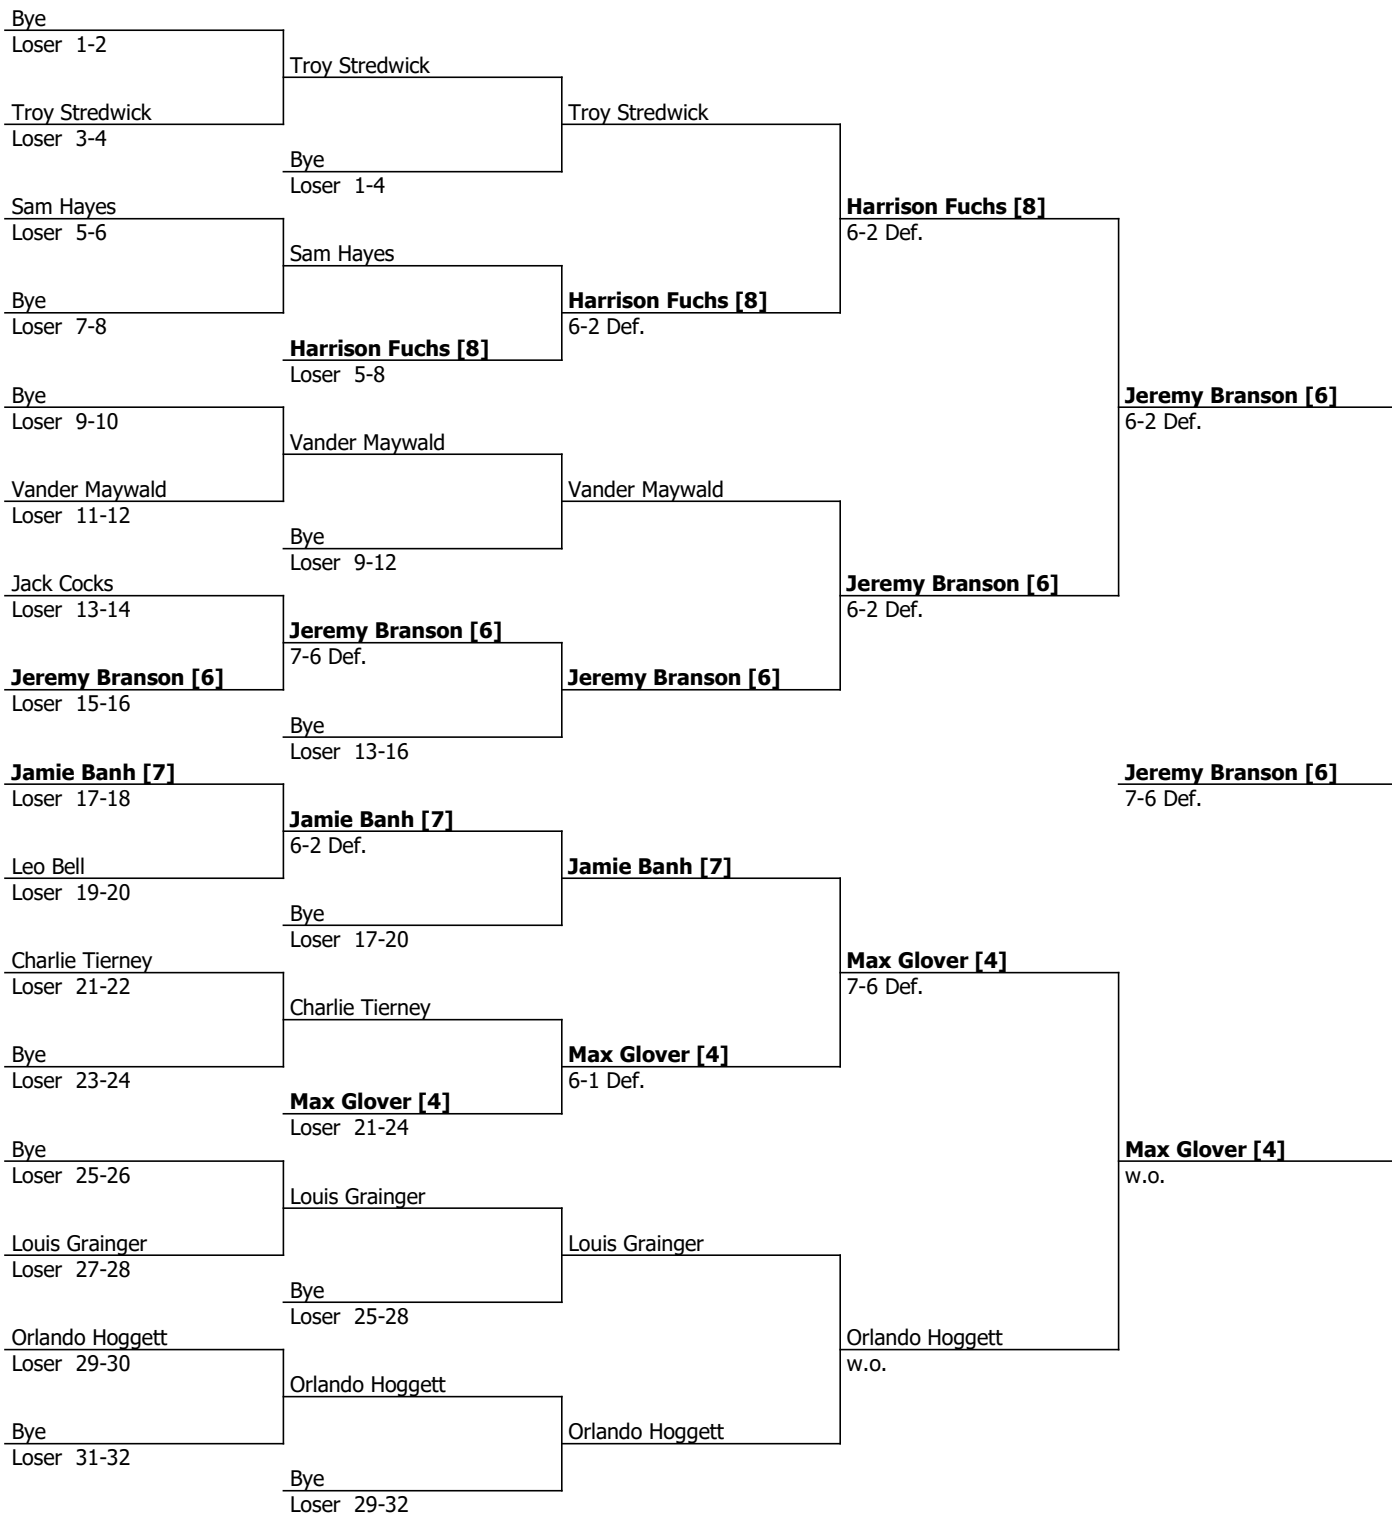 Bye
Loser 1-2
Troy Stredwick
Troy Stredwick
Loser 3-4
Troy Stredwick
Bye
Loser 1-4
Sam Hayes
Loser 5-6
Harrison Fuchs [8]
6-2 Def.
Sam Hayes
Bye
Loser 7-8
Harrison Fuchs [8]
6-2 Def.
Harrison Fuchs [8]
Loser 5-8
Bye
Loser 9-10
Jeremy Branson [6]
6-2 Def.
Vander Maywald
Vander Maywald
Loser 11-12
Vander Maywald
Bye
Loser 9-12
Jack Cocks
Loser 13-14
Jeremy Branson [6]
6-2 Def.
Jeremy Branson [6]
7-6 Def.
Jeremy Branson [6]
Loser 15-16
Jeremy Branson [6]
Bye
Loser 13-16
Jamie Banh [7]
Loser 17-18
Jeremy Branson [6]
7-6 Def.
Jamie Banh [7]
6-2 Def.
Leo Bell
Loser 19-20
Jamie Banh [7]
Bye
Loser 17-20
Charlie Tierney
Loser 21-22
Max Glover [4]
7-6 Def.
Charlie Tierney
Bye
Loser 23-24
Max Glover [4]
6-1 Def.
Max Glover [4]
Loser 21-24
Bye
Loser 25-26
Max Glover [4]
w.o.
Louis Grainger
Louis Grainger
Loser 27-28
Louis Grainger
Bye
Loser 25-28
Orlando Hoggett
Loser 29-30
Orlando Hoggett
w.o.
Orlando Hoggett
Bye
Loser 31-32
Orlando Hoggett
Bye
Loser 29-32